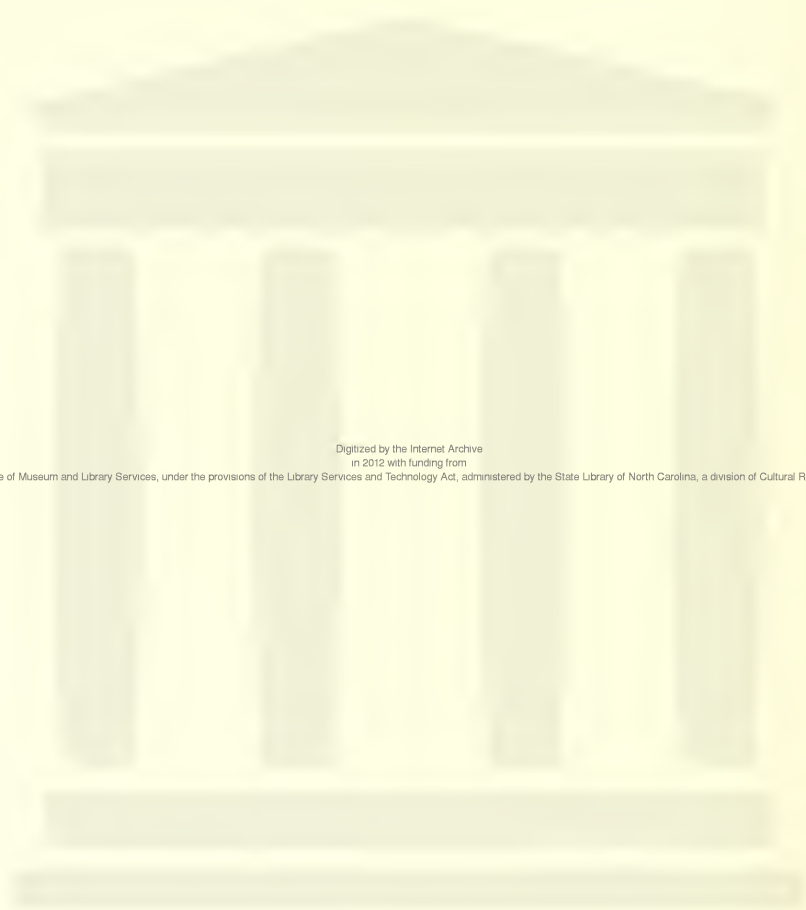 Digitized by the Internet Archive
in 2012 with funding from
e of Museum and Library Services, under the provisions of the Library Services and Technology Act, administered by the State Library of North Carolina, a division of Cultural R